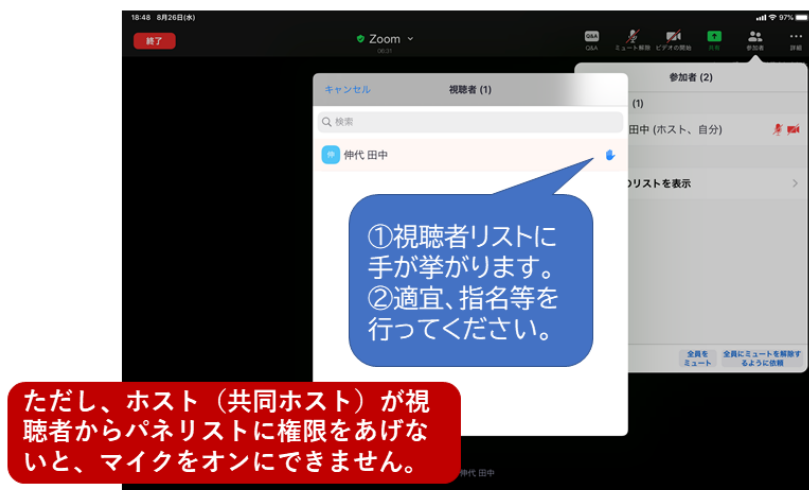 18:48 8月26日(水)
97%
終了
Zoom
06:31
Q&A
Q&A
ミュート解除
ビデオの開始
共有
参加者
詳細
キャンセル
視聴者 (1)
検索
伸
伸代 田中
参加者 (2)
(1)
田中 (ホスト、自分)
のリストを表示
①視聴者リストに
手が挙がります。
②適宜、指名等を
行ってください。
全員を
ミュート
全員にミュートを解除す
るように依頼
ただし、ホスト（共同ホスト）が視
聴者からパネリストに権限をあげな
いと、マイクをオンにできません。
伸代 田中